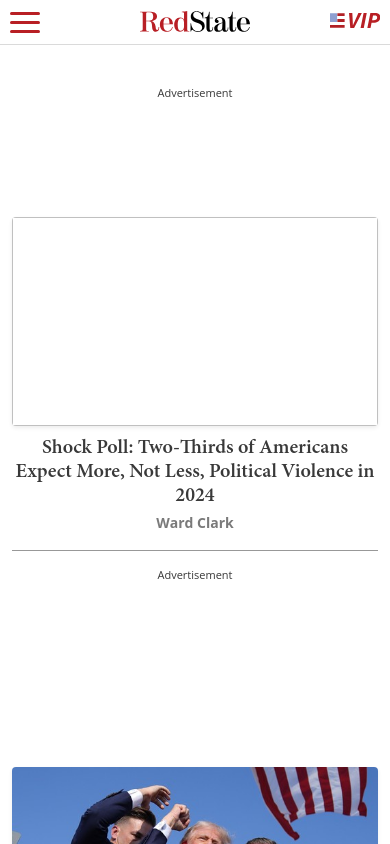 RedState
VIP
Advertisement
Shock Poll: Two-Thirds of Americans
Expect More, Not Less, Political Violence in
2024
Ward Clark
Advertisement